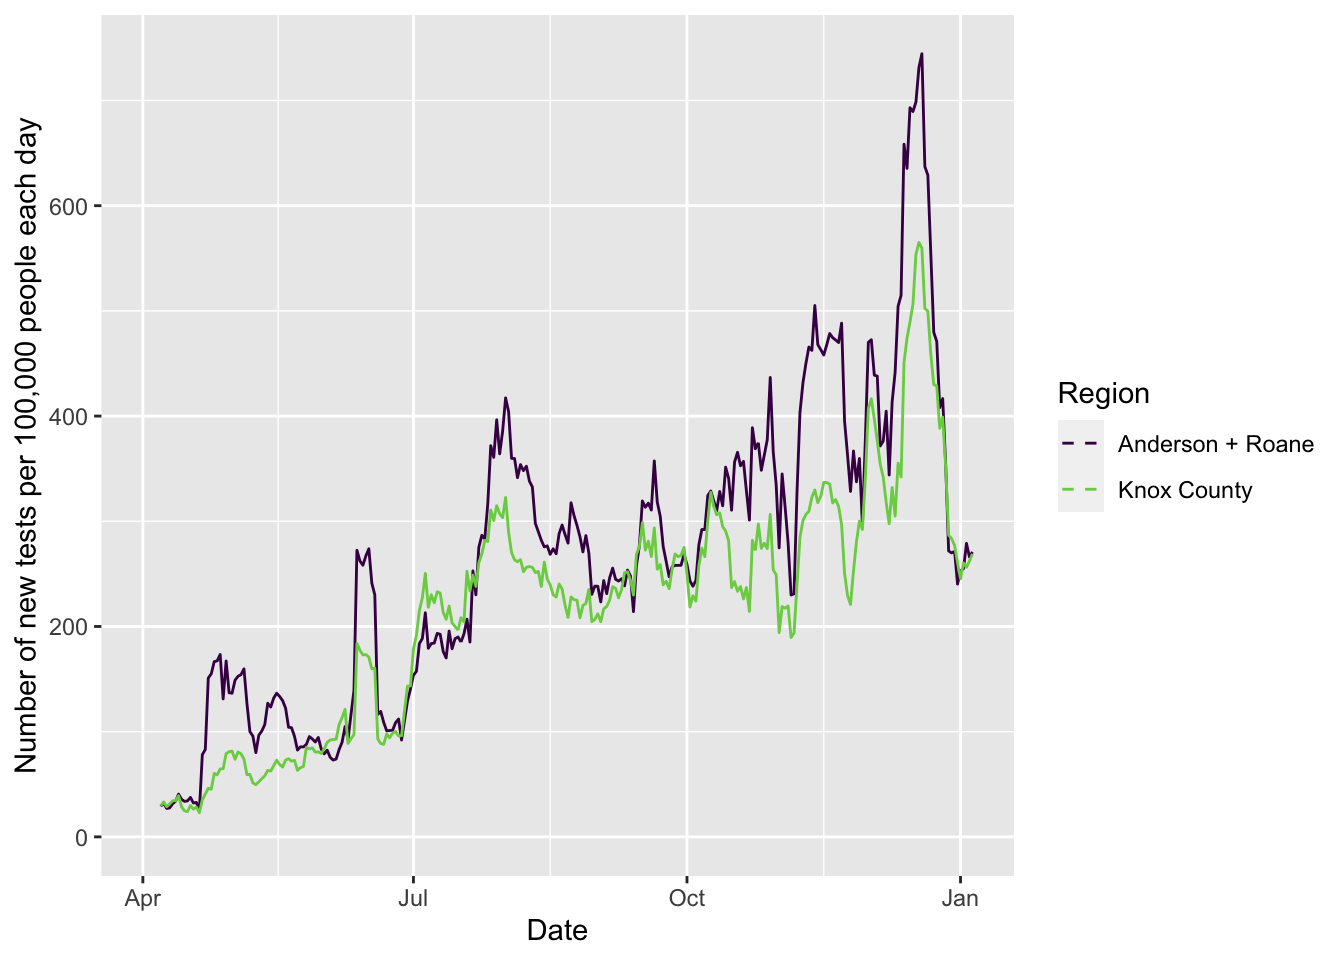 Number of new tests per 100,000 people each day
600
400
200
0
Apr
Jul
Oct
Jan
Date
Region
Anderson + Roane
Knox County